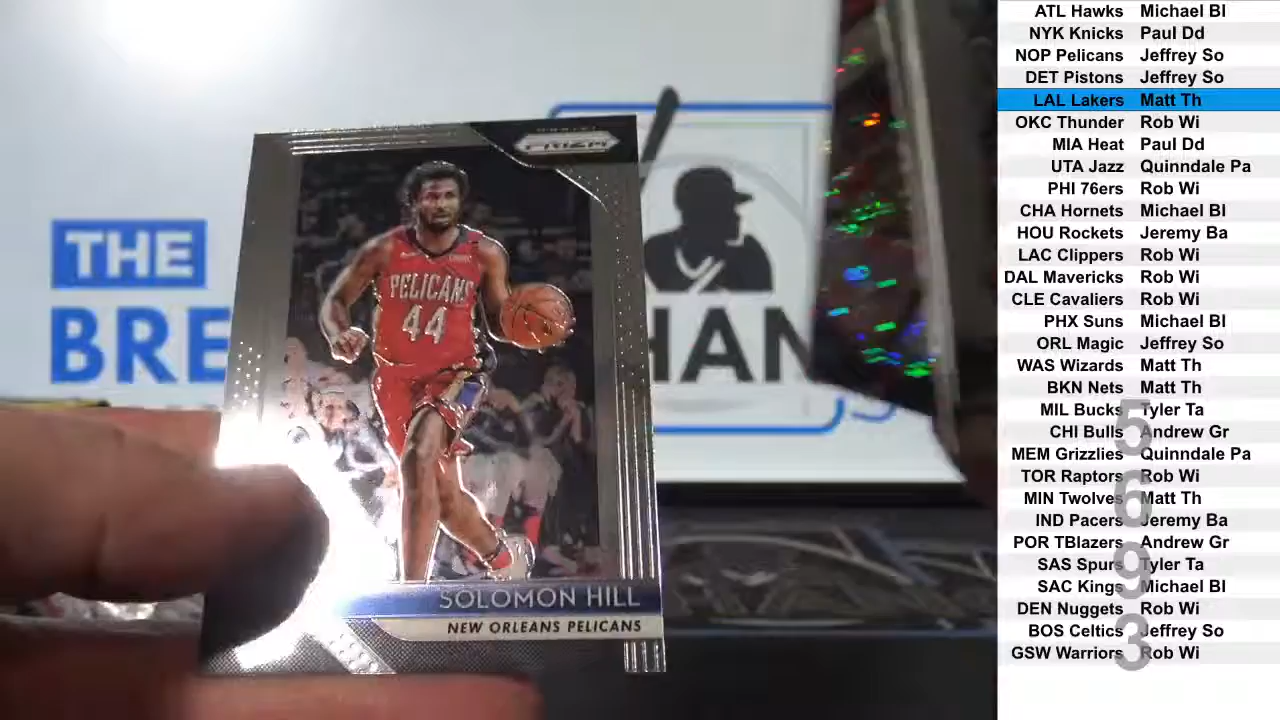 THE
BRE
HAN
PRIZM
PELICANS
44
SOLOMON HILL
NEW ORLEANS PELICANS
ATL Hawks Michael Bl
NYK Knicks Paul Dd
NOP Pelicans Jeffrey So
DET Pistons Jeffrey So
LAL Lakers Matt Th
OKC Thunder Rob Wi
MIA Heat Paul Dd
UTA Jazz Quinndale Pa
PHI 76ers Rob Wi
CHA Hornets Michael Bl
HOU Rockets Jeremy Ba
LAC Clippers Rob Wi
DAL Mavericks Rob Wi
CLE Cavaliers Rob Wi
PHX Suns Michael Bl
ORL Magic Jeffrey So
WAS Wizards Matt Th
BKN Nets Matt Th
MIL Bucks Tyler Ta
CHI Bulls Andrew Gr
MEM Grizzlies Quinndale Pa
TOR Raptors Rob Wi
MIN Twolves Matt Th
IND Pacers Jeremy Ba
POR TBlazers Andrew Gr
SAS Spurs Tyler Ta
SAC Kings Michael Bl
DEN Nuggets Rob Wi
BOS Celtics Jeffrey So
GSW Warriors Rob Wi
5
6
9
3